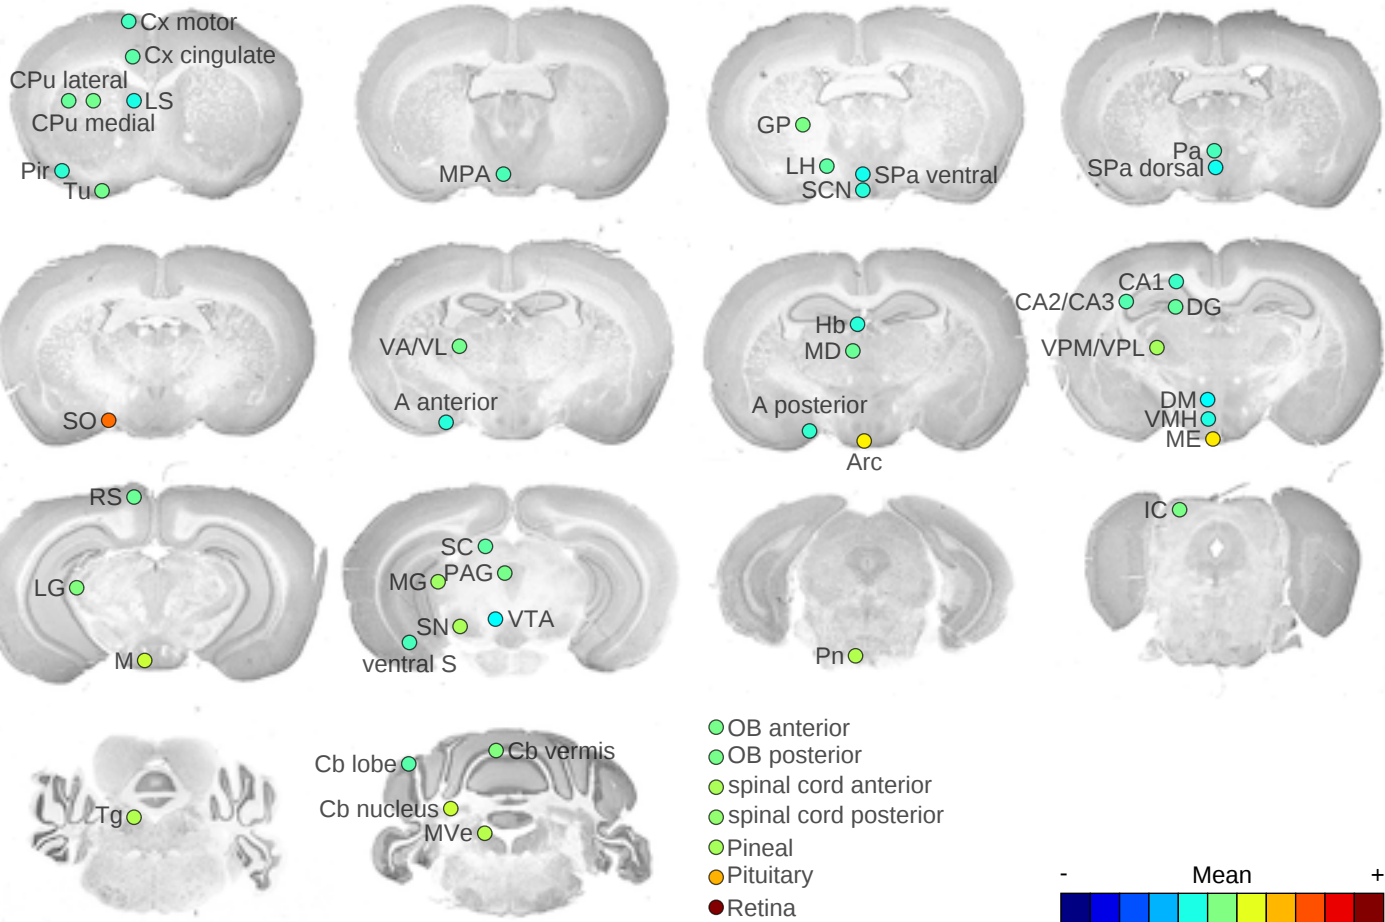 Cx motor
Cx cingulate
CPu lateral
LS
CPu medial
Pir
Tu
MPA
GP
LH
SPa ventral
SCN
Pa
SPa dorsal
SO
VA/VL
A anterior
Hb
MD
A posterior
Arc
CA1
CA2/CA3
DG
VPM/VPL
DM
VMH
ME
RS
LG
M
SC
PAG
MG
SN
VTA
ventral S
Pn
IC
Tg
Cb lobe
Cb vermis
Cb nucleus
MVe
OB anterior
OB posterior
spinal cord anterior
spinal cord posterior
Pineal
Pituitary
Retina
- Mean +